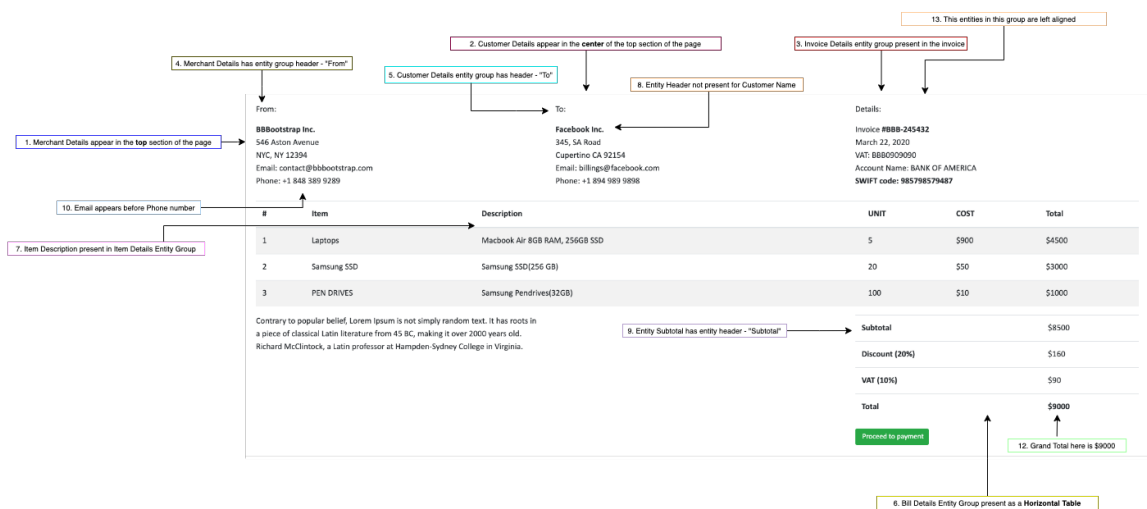 13. This entities in this group are left aligned
2. Customer Details appear in the center of the top section of the page
3. Invoice Details entity group present in the invoice
4. Merchant Details has entity group header - "From"
5. Customer Details entity group has header - "To"
8. Entity Header not present for Customer Name
From:
To:
Details:
BBBootstrap Inc.
Facebook Inc.
Invoice #BBB-245432
1. Merchant Details appear in the top section of the page
546 Aston Avenue
345, SA Road
March 22, 2020
NYC, NY 12394
Cupertino CA 92154
VAT: BBB0909090
Email: contact@bbbootstrap.com
Email: billings@facebook.com
Account Name: BANK OF AMERICA
Phone: +1 848 389 9289
Phone: +1 894 989 9898
SWIFT code: 985798579487
10. Email appears before Phone number
# Item Description UNIT COST Total
7. Item Description present in Item Details Entity Group
1 Laptops Macbook Air 8GB RAM, 256GB SSD 5 $900 $4500
2 Samsung SSD Samsung SSD(256 GB) 20 $50 $3000
3 PEN DRIVES Samsung Pendrives(32GB) 100 $10 $1000
Contrary to popular belief, Lorem Ipsum is not simply random text. It has roots in
a piece of classical Latin literature from 45 BC, making it over 2000 years old.
Richard McClintock, a Latin professor at Hampden-Sydney College in Virginia.
9. Entity Subtotal has entity header - "Subtotal"
Subtotal $8500
Discount (20%) $160
VAT (10%) $90
Total $9000
Proceed to payment
12. Grand Total here is $9000
6. Bill Details Entity Group present as a Horizontal Table